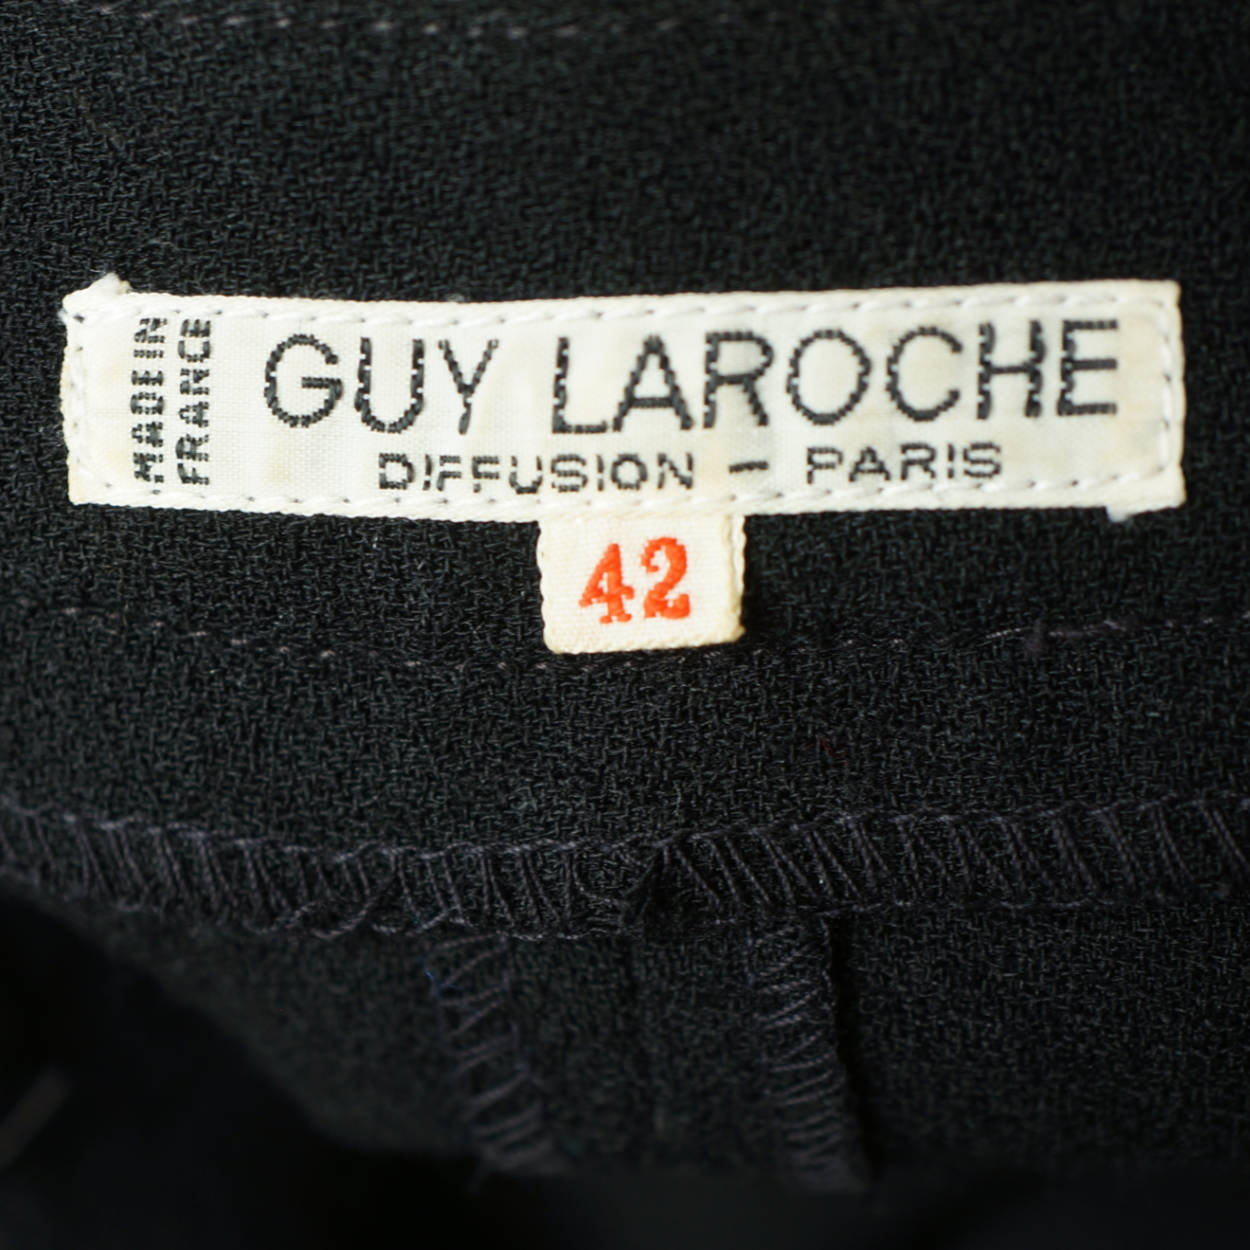 MADE IN
FRANCE
GUY LAROCHE
DIFFUSION - PARIS
42